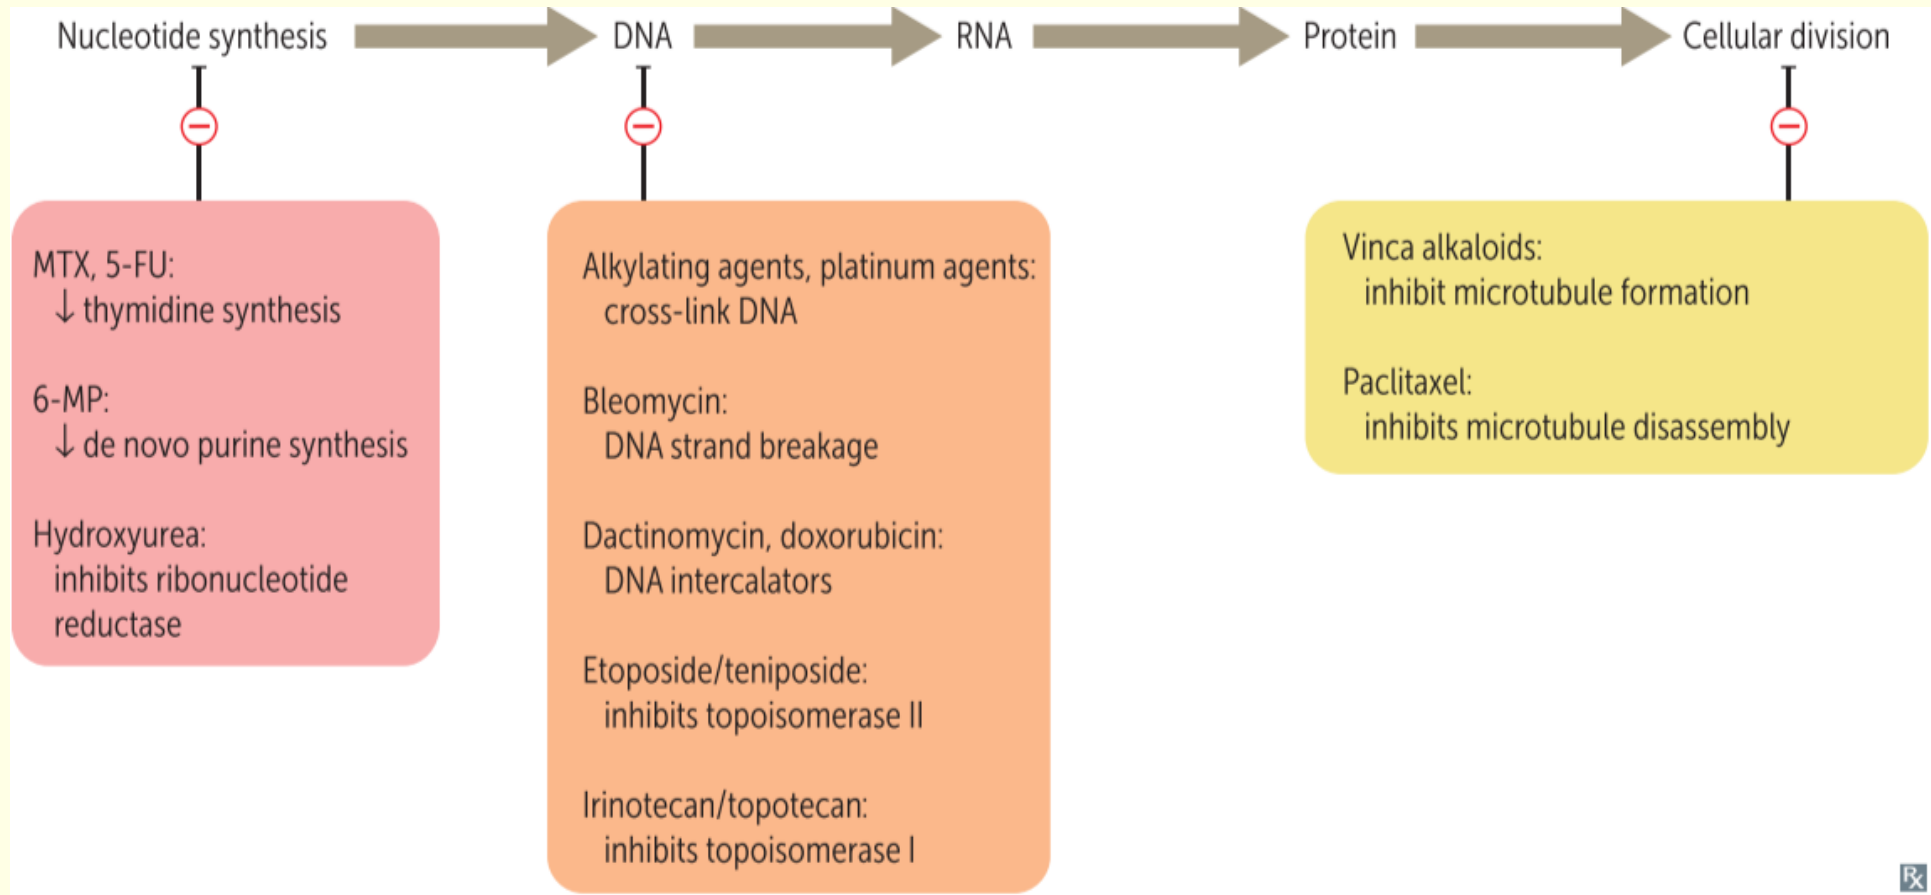 Nucleotide synthesis
DNA
RNA
Protein
Cellular division
MTX, 5-FU:
↓ thymidine synthesis
6-MP:
↓ de novo purine synthesis
Hydroxyurea:
inhibits ribonucleotide
reductase
Alkylating agents, platinum agents:
cross-link DNA
Bleomycin:
DNA strand breakage
Dactinomycin, doxorubicin:
DNA intercalators
Etoposide/teniposide:
inhibits topoisomerase II
Irinotecan/topotecan:
inhibits topoisomerase I
Vinca alkaloids:
inhibit microtubule formation
Paclitaxel:
inhibits microtubule disassembly
Rx